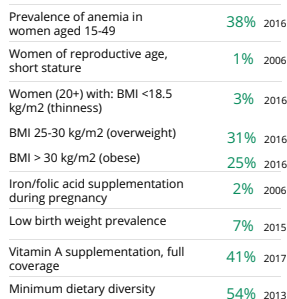 Prevalence of anemia in
women aged 15-49
38% 2016
Women of reproductive age,
short stature
1% 2006
Women (20+) with: BMI <18.5
kg/m2 (thinness)
3% 2016
BMI 25-30 kg/m2 (overweight)
31% 2016
BMI > 30 kg/m2 (obese)
25% 2016
Iron/folic acid supplementation
during pregnancy
2% 2006
Low birth weight prevalence
7% 2015
Vitamin A supplementation, full
coverage
41% 2017
Minimum dietary diversity
54% 2013